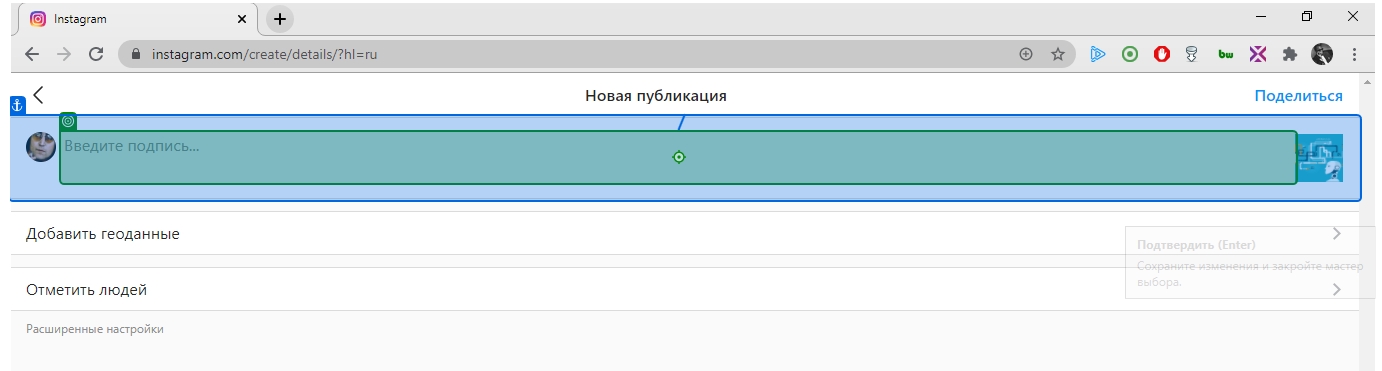 Instagram
instagram.com/create/details/?hl=ru
bw
Новая публикация
Поделиться
Введите подпись...
Добавить геоданные
Подтвердить (Enter)
Сохраните изменения и закройте мастер
выбора.
Отметить людей
Расширенные настройки